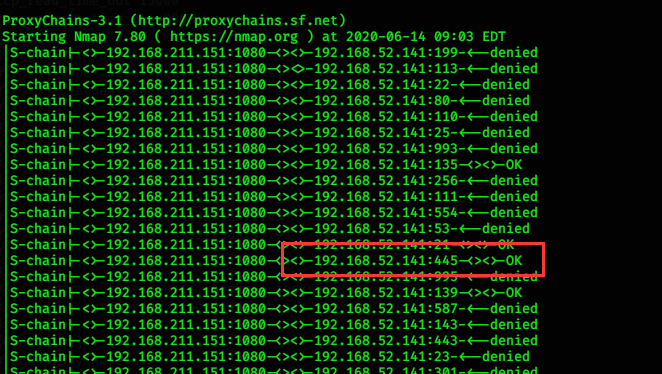 ProxyChains-3.1 (http://proxychains.sf.net)
Starting Nmap 7.80 ( https://nmap.org ) at 2020-06-14 09:03 EDT
|S-chain|-<>-192.168.211.151:1080-<><>-192.168.52.141:199-<--denied
|S-chain|-<>-192.168.211.151:1080-<><>-192.168.52.141:113-<--denied
|S-chain|-<>-192.168.211.151:1080-<><>-192.168.52.141:22-<--denied
|S-chain|-<>-192.168.211.151:1080-<><>-192.168.52.141:80-<--denied
|S-chain|-<>-192.168.211.151:1080-<><>-192.168.52.141:110-<--denied
|S-chain|-<>-192.168.211.151:1080-<><>-192.168.52.141:25-<--denied
|S-chain|-<>-192.168.211.151:1080-<><>-192.168.52.141:993-<--denied
|S-chain|-<>-192.168.211.151:1080-<><>-192.168.52.141:135-<><>-OK
|S-chain|-<>-192.168.211.151:1080-<><>-192.168.52.141:256-<--denied
|S-chain|-<>-192.168.211.151:1080-<><>-192.168.52.141:111-<--denied
|S-chain|-<>-192.168.211.151:1080-<><>-192.168.52.141:554-<--denied
|S-chain|-<>-192.168.211.151:1080-<><>-192.168.52.141:53-<--denied
|S-chain|-<>-192.168.211.151:1080-<><>-192.168.52.141:21-<><>-OK
|S-chain|-<>-192.168.211.151:1080-<><>-192.168.52.141:445-<><>-OK
|S-chain|-<>-192.168.211.151:1080-<><>-192.168.52.141:995-<--denied
|S-chain|-<>-192.168.211.151:1080-<><>-192.168.52.141:139-<><>-OK
|S-chain|-<>-192.168.211.151:1080-<><>-192.168.52.141:587-<--denied
|S-chain|-<>-192.168.211.151:1080-<><>-192.168.52.141:143-<--denied
|S-chain|-<>-192.168.211.151:1080-<><>-192.168.52.141:443-<--denied
|S-chain|-<>-192.168.211.151:1080-<><>-192.168.52.141:23-<--denied
|S-chain|-<>-192.168.211.151:1080-<><>-192.168.52.141:301-<--denied